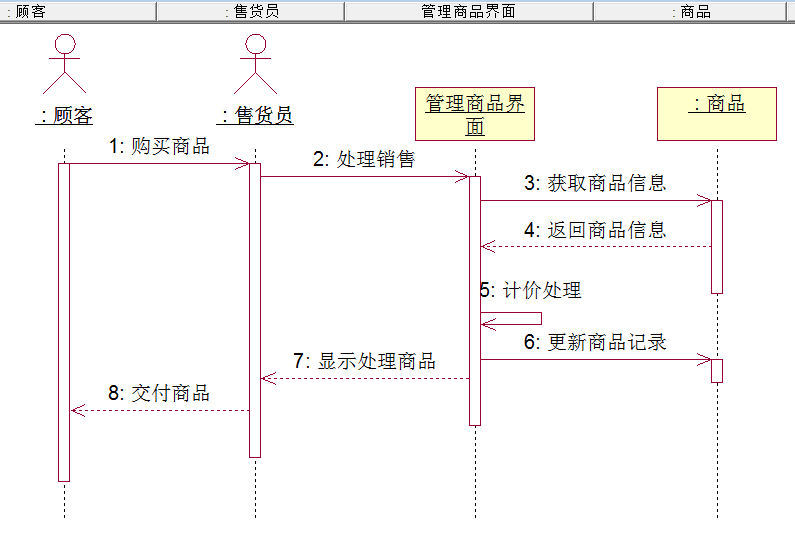 : 顾客
: 售货员
管理商品界面
: 商品
: 顾客
: 售货员
管理商品界
面
: 商品
1: 购买商品
2: 处理销售
3: 获取商品信息
4: 返回商品信息
5: 计价处理
6: 更新商品记录
7: 显示处理商品
8: 交付商品